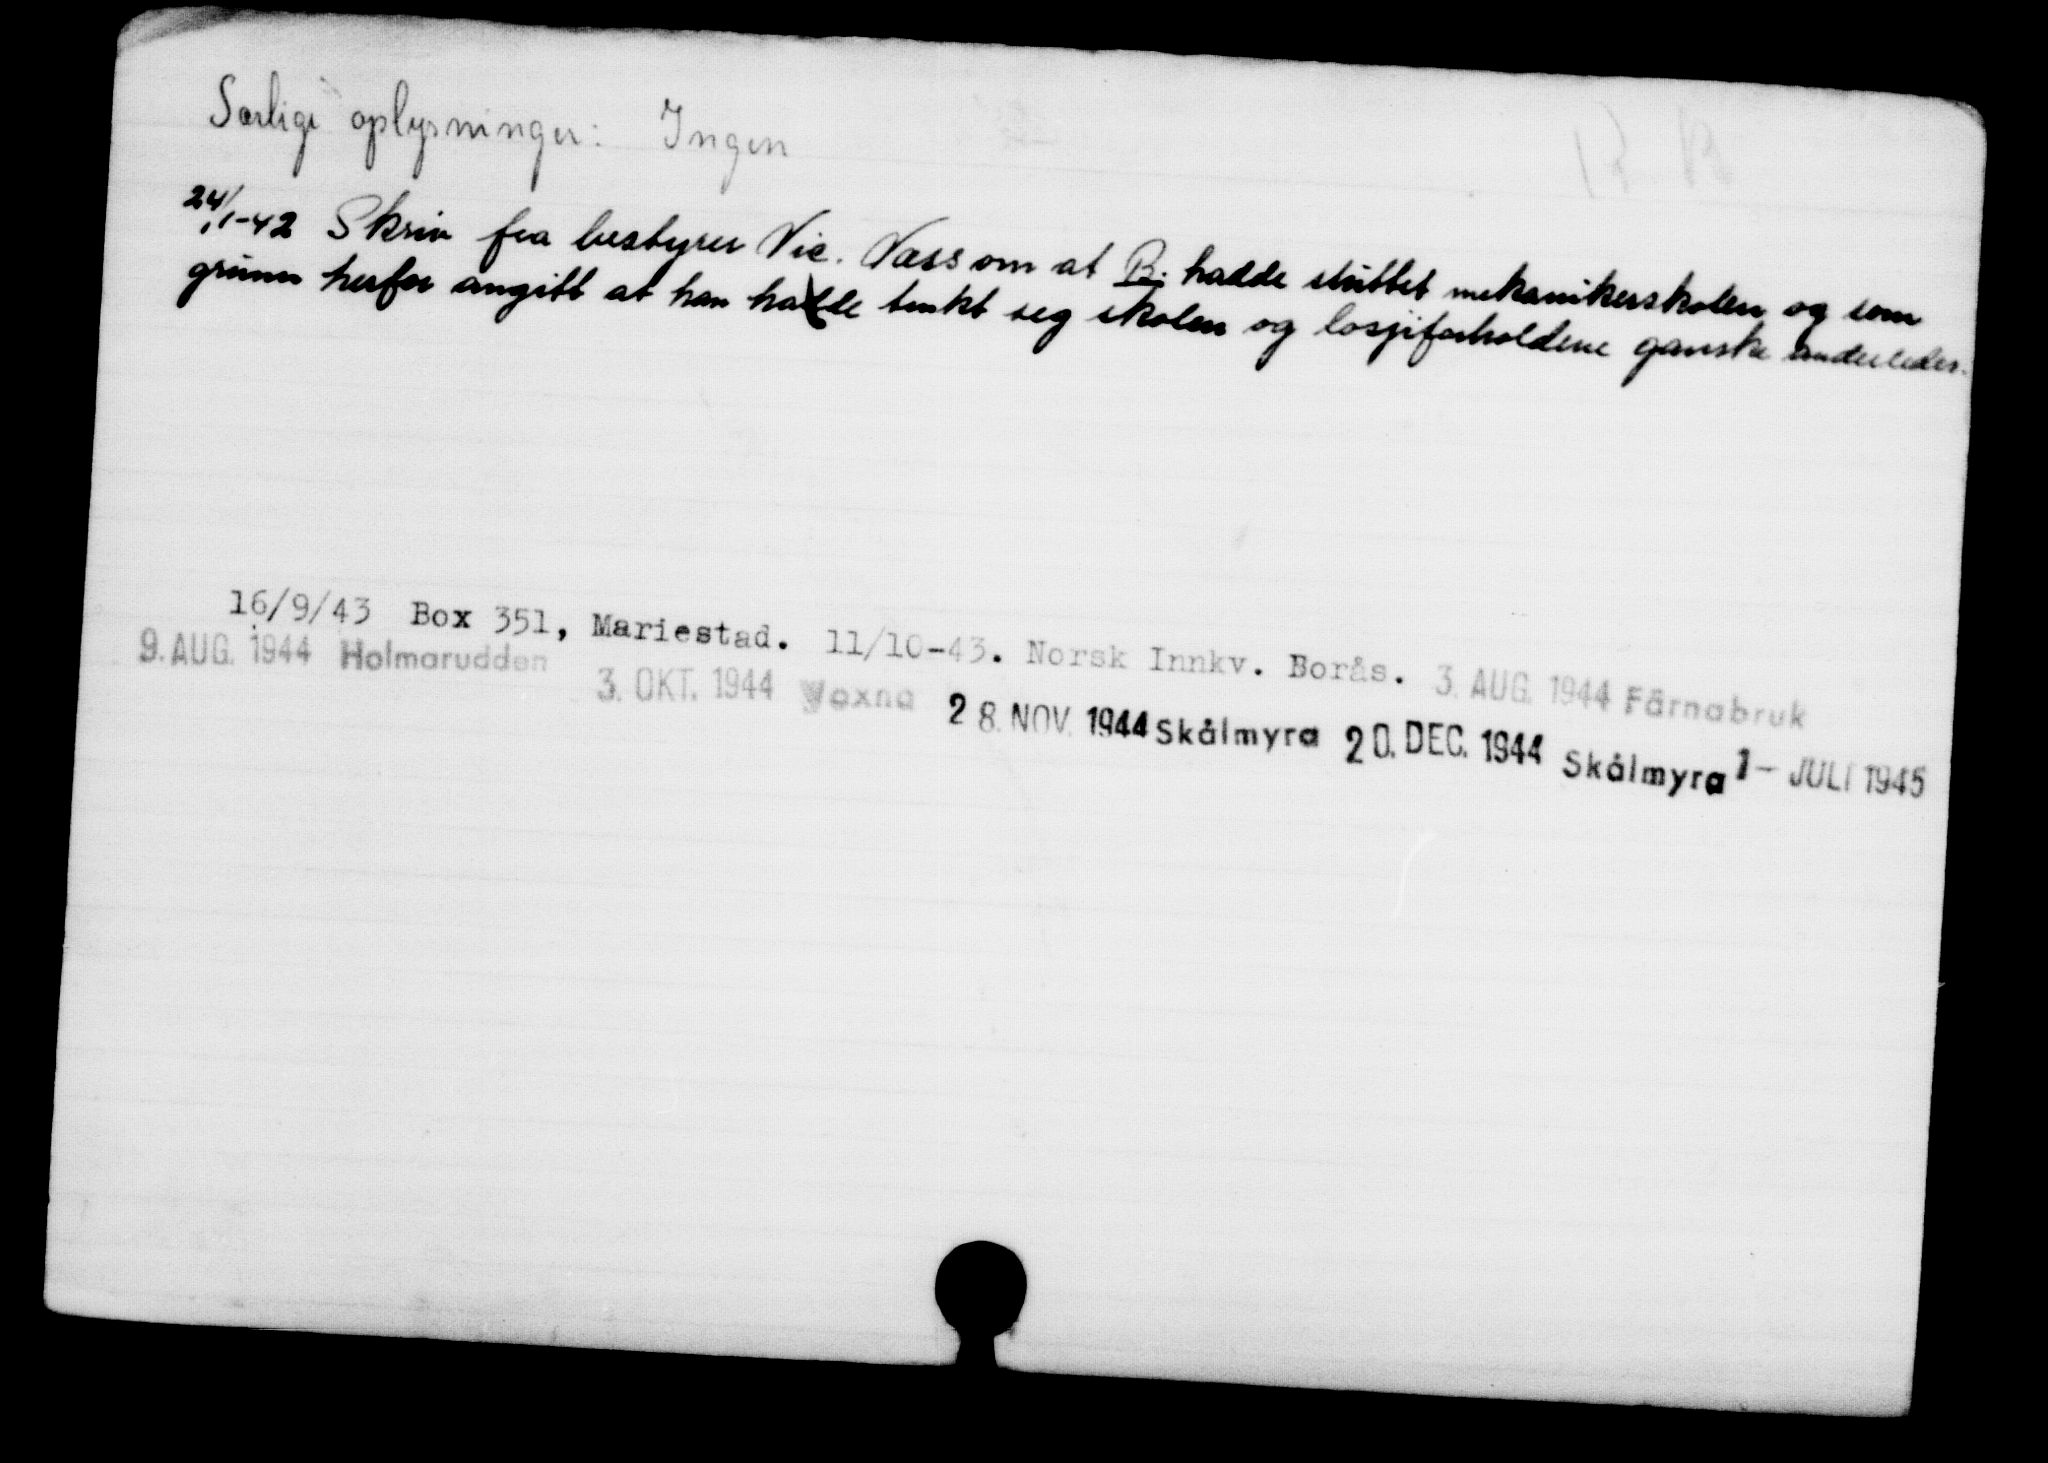 Særlige oplysninger: Ingen
24/1-42 Skriv fra bestyrer Vic. Næss om at B. hadde sluttet mekanikerskolen og som
grunn herfor angitt at han hadde tenkt seg skolen og losjiforholdene ganske anderledes.
16/9/43 Box 351, Mariestad. 11/10-43. Norsk Innkv. Borås. 3. AUG. 1944 Färnabruk
9. AUG. 1944 Holmarudden 3. OKT. 1944 Voxna 28. NOV. 1944 Skålmyra 20. DEC. 1944 Skålmyra 1 - JULI 1945